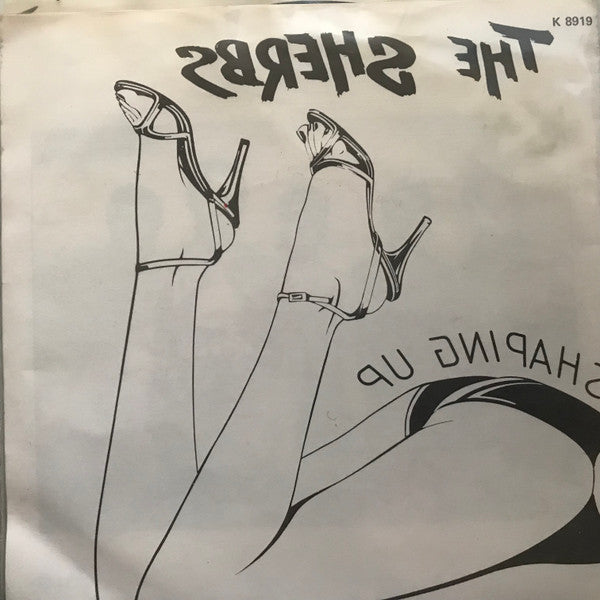 K 8919
THE SHERBS
SHAPING UP